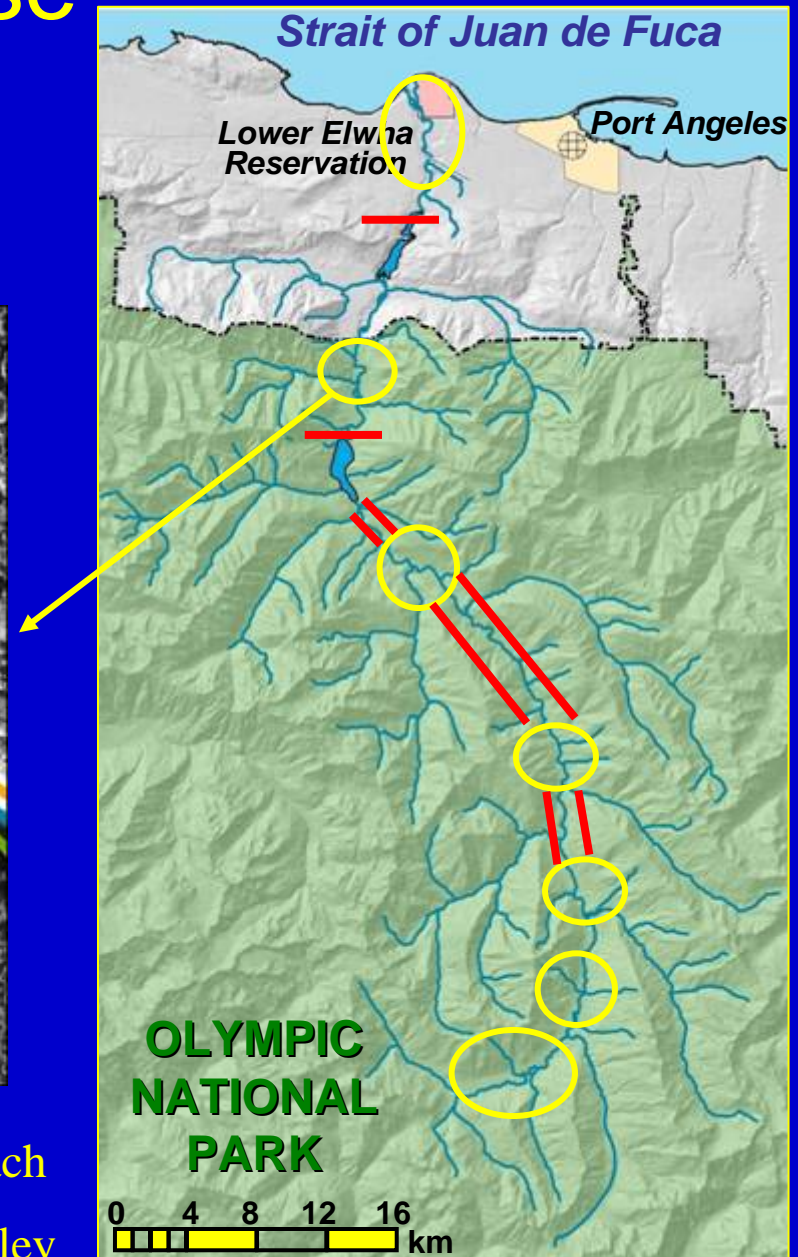 BC
Strait of Juan de Fuca
Lower Elwha
Reservation
Port Angeles
OLYMPIC
NATIONAL
PARK
0 4 8 12 16
km